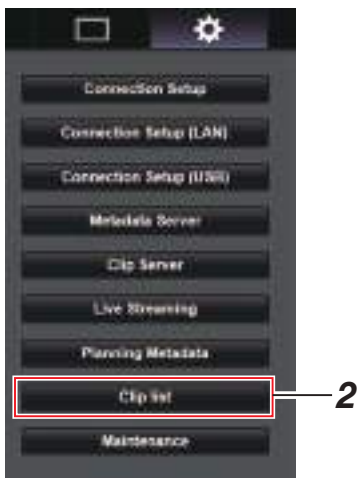 Connection Setup
Connection Setup (LAN)
Connection Setup (USB)
Metadata Server
Clip Server
Live Streaming
Planning Metadata
Clip list
2
Maintenance